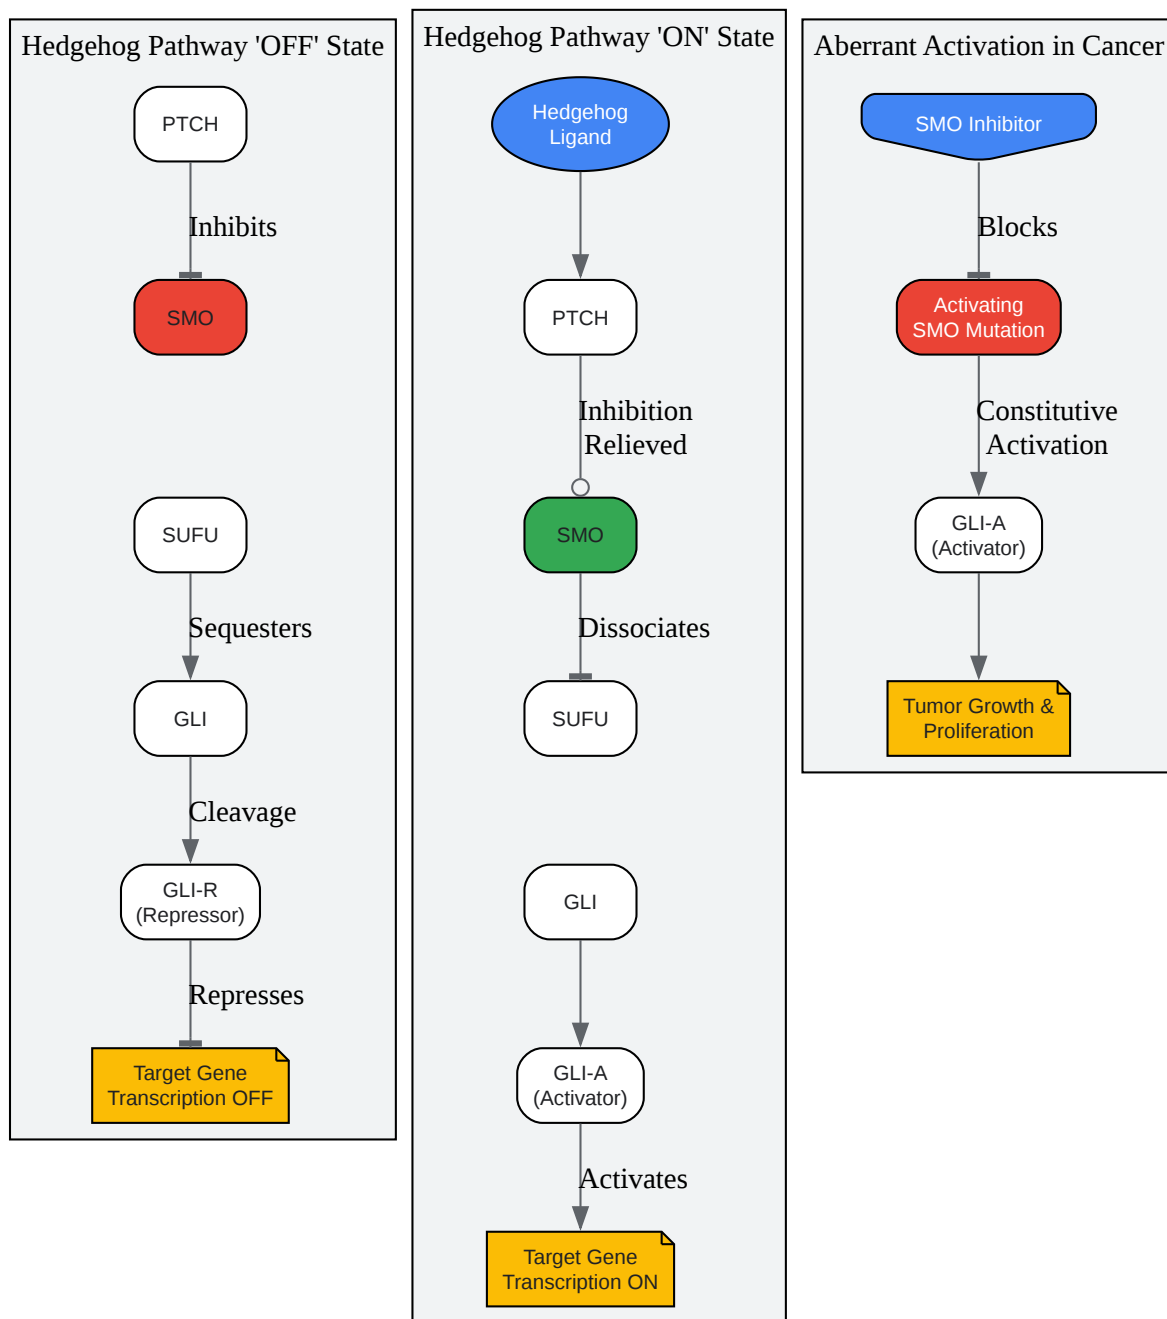 Hedgehog Pathway 'OFF' State
PTCH
Inhibits
SMO
SUFU
Sequesters
GLI
Cleavage
GLI-R
(Repressor)
Represses
Target Gene
Transcription OFF
Hedgehog Pathway 'ON' State
Hedgehog
Ligand
PTCH
Inhibition
Relieved
SMO
Dissociates
SUFU
GLI
GLI-A
(Activator)
Activates
Target Gene
Transcription ON
Aberrant Activation in Cancer
SMO Inhibitor
Blocks
Activating
SMO Mutation
Constitutive
Activation
GLI-A
(Activator)
Tumor Growth &
Proliferation